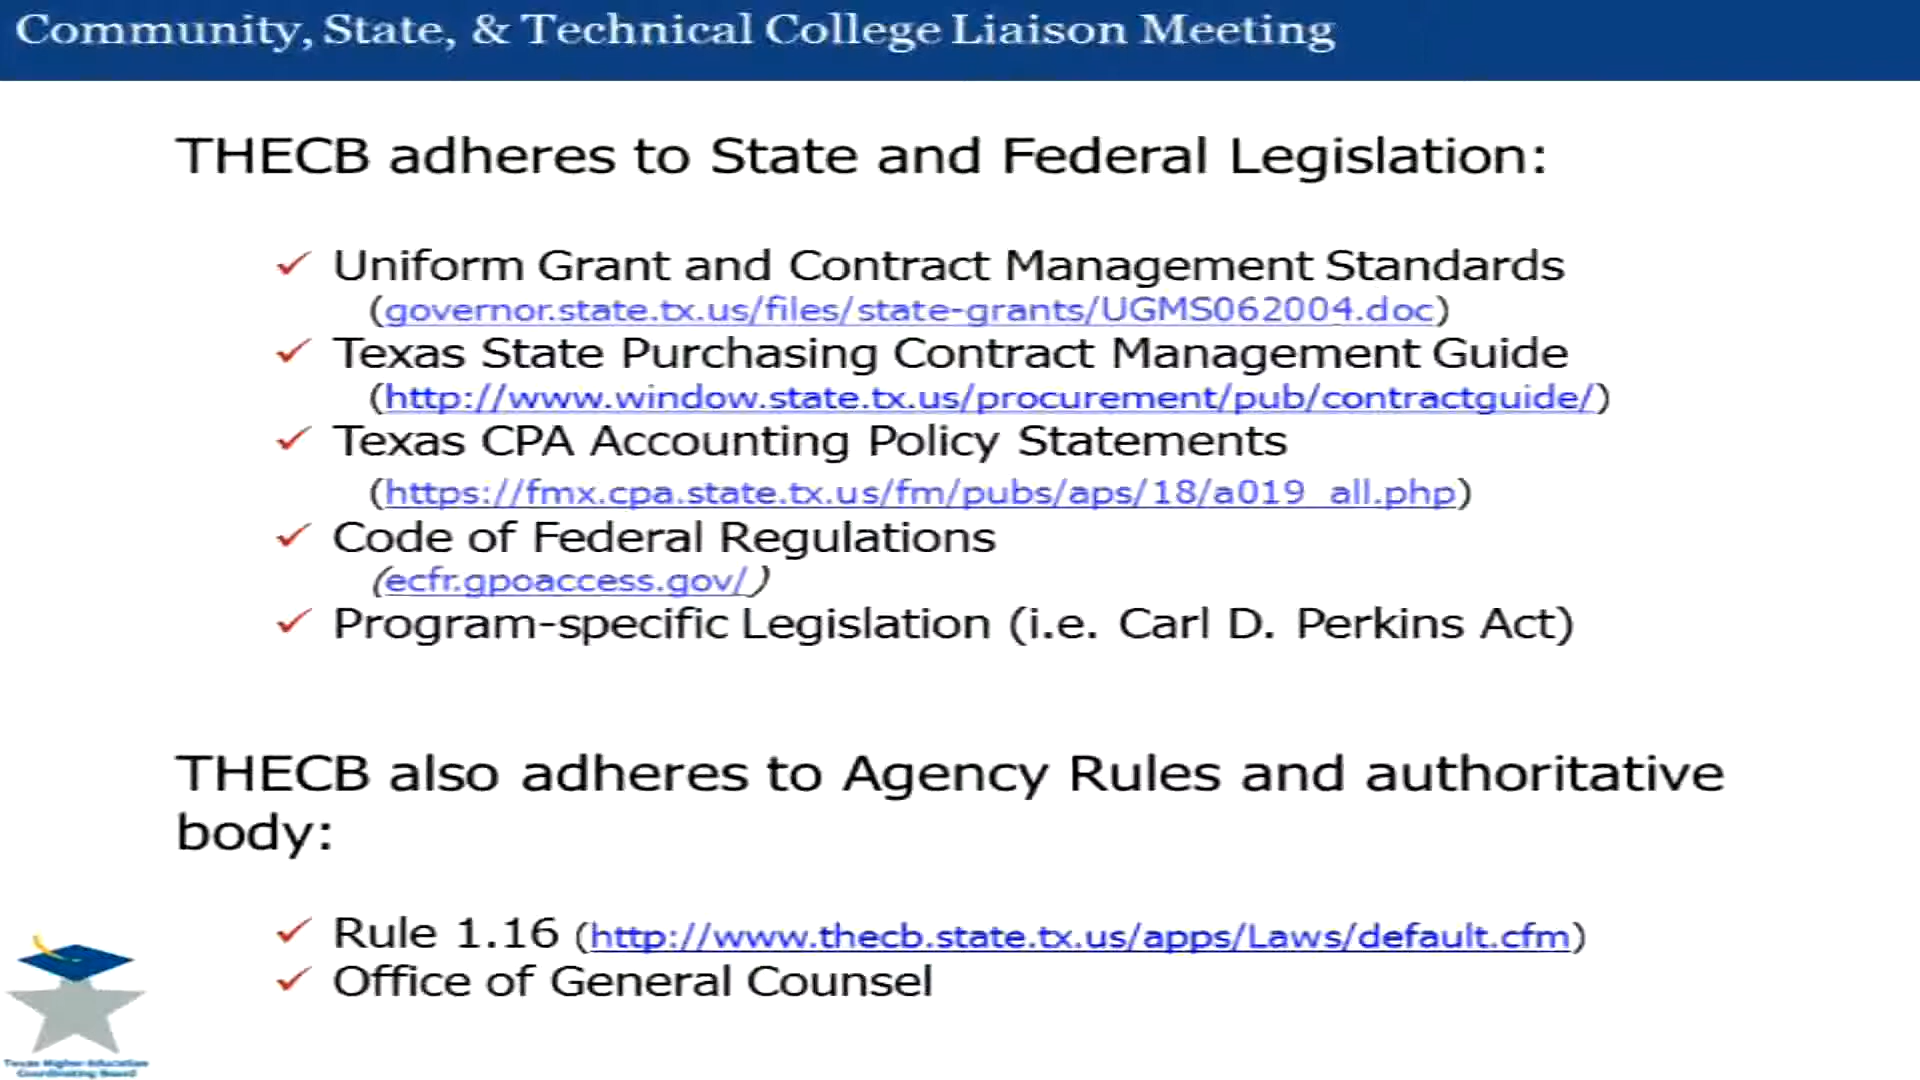 Community, State, & Technical College Liaison Meeting
THECB adheres to State and Federal Legislation:
✓ Uniform Grant and Contract Management Standards
(governor.state.tx.us/files/state-grants/UGMS062004.doc)
✓ Texas State Purchasing Contract Management Guide
(http://www.window.state.tx.us/procurement/pub/contractguide/)
✓ Texas CPA Accounting Policy Statements
(https://fmx.cpa.state.tx.us/fm/pubs/aps/18/a019_all.php)
✓ Code of Federal Regulations
(ecfr.gpoaccess.gov/)
✓ Program-specific Legislation (i.e. Carl D. Perkins Act)
THECB also adheres to Agency Rules and authoritative
body:
✓ Rule 1.16 (http://www.thecb.state.tx.us/apps/Laws/default.cfm)
✓ Office of General Counsel
Texas Higher Education
Coordinating Board